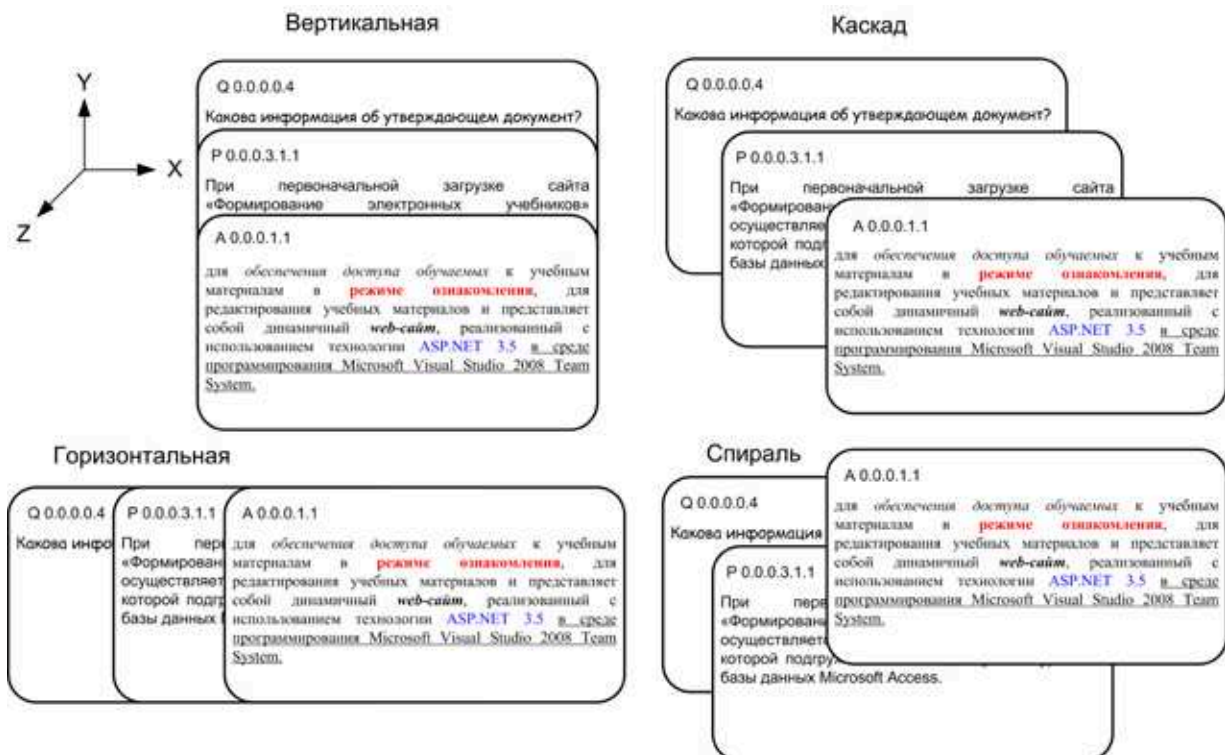 Вертикальная
Y
X
Z
Q 0.0.0.0.4
Какова информация об утверждающем документ?
P 0.0.0.3.1.1
При первоначальной загрузке сайта
«Формирование электронных учебников»
A 0.0.0.1.1
для обеспечения доступа обучаемых к учебным
материалам в режиме ознакомления, для
редактирования учебных материалов и представляет
собой динамичный web-сайт, реализованный с
использованием технологии ASP.NET 3.5 в среде
программирования Microsoft Visual Studio 2008 Team
System.
Каскад
Q 0.0.0.0.4
Какова информация об утверждающем документ?
P 0.0.0.3.1.1
При первоначальной загрузке сайта
«Формирован
осуществляе
которой подг
базы данных
A 0.0.0.1.1
для обеспечения доступа обучаемых к учебным
материалам в режиме ознакомления, для
редактирования учебных материалов и представляет
собой динамичный web-сайт, реализованный с
использованием технологии ASP.NET 3.5 в среде
программирования Microsoft Visual Studio 2008 Team
System.
Горизонтальная
Q 0.0.0.0.4
Какова инфо
P 0.0.0.3.1.1
При пер
«Формирован
осуществляет
которой подгр
базы данных
A 0.0.0.1.1
для обеспечения доступа обучаемых к учебным
материалам в режиме ознакомления, для
редактирования учебных материалов и представляет
собой динамичный web-сайт, реализованный с
использованием технологии ASP.NET 3.5 в среде
программирования Microsoft Visual Studio 2008 Team
System.
Спираль
Q 0.0.0.0.4
Какова информация
P 0.0.0.3.1.1
При перв
«Формирован
осуществляетс
которой подгруж
базы данных Microsoft Access.
A 0.0.0.1.1
для обеспечения доступа обучаемых к учебным
материалам в режиме ознакомления, для
редактирования учебных материалов и представляет
собой динамичный web-сайт, реализованный с
использованием технологии ASP.NET 3.5 в среде
программирования Microsoft Visual Studio 2008 Team
System.